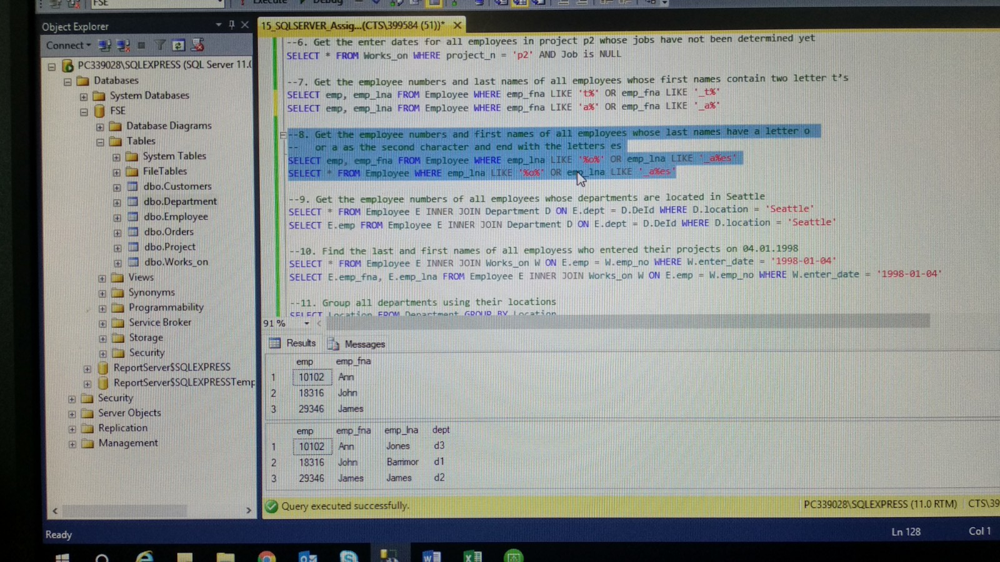 FSE
Execute
Debug
Object Explorer
15_SQLSERVER_Assig...(CTS\399584 (51))*
Connect
PC339028\SQLEXPRESS (SQL Server 11.(
Databases
System Databases
FSE
Database Diagrams
Tables
System Tables
FileTables
dbo.Customers
dbo.Department
dbo.Employee
dbo.Orders
dbo.Project
dbo.Works_on
Views
Synonyms
Programmability
Service Broker
Storage
Security
ReportServer$SQLEXPRESS
ReportServer$SQLEXPRESSTemp
Security
Server Objects
Replication
Management
--6. Get the enter dates for all employees in project p2 whose jobs have not been determined yet
SELECT * FROM Works_on WHERE project_n = 'p2' AND Job is NULL
--7. Get the employee numbers and last names of all employees whose first names contain two letter t's
SELECT emp, emp_lna FROM Employee WHERE emp_fna LIKE 't%' OR emp_fna LIKE '_t%'
SELECT emp, emp_lna FROM Employee WHERE emp_fna LIKE 'a%' OR emp_fna LIKE '_a%'
--8. Get the employee numbers and first names of all employees whose last names have a letter o
-- or a as the second character and end with the letters es
SELECT emp, emp_fna FROM Employee WHERE emp_lna LIKE '%o%' OR emp_lna LIKE '_a%es'
SELECT * FROM Employee WHERE emp_lna LIKE '%o%' OR emp_lna LIKE '_a%es'
--9. Get the employee numbers of all employees whose departments are located in Seattle
SELECT * FROM Employee E INNER JOIN Department D ON E.dept = D.DeId WHERE D.location = 'Seattle'
SELECT E.emp FROM Employee E INNER JOIN Department D ON E.dept = D.DeId WHERE D.location = 'Seattle'
--10. Find the last and first names of all employess who entered their projects on 04.01.1998
SELECT * FROM Employee E INNER JOIN Works_on W ON E.emp = W.emp_no WHERE W.enter_date = '1998-01-04'
SELECT E.emp_fna, E.emp_lna FROM Employee E INNER JOIN Works_on W ON E.emp = W.emp_no WHERE W.enter_date = '1998-01-04'
--11. Group all departments using their locations
SELECT Location FROM Department GROUP BY Location
91 %
Results Messages
emp emp_fna
1 10102 Ann
2 18316 John
3 29346 James
emp emp_fna emp_lna dept
1 10102 Ann Jones d3
2 18316 John Barrimor d1
3 29346 James James d2
Query executed successfully.
PC339028\SQLEXPRESS (11.0 RTM)
CTS\39
Ready
Ln 128
Col 1